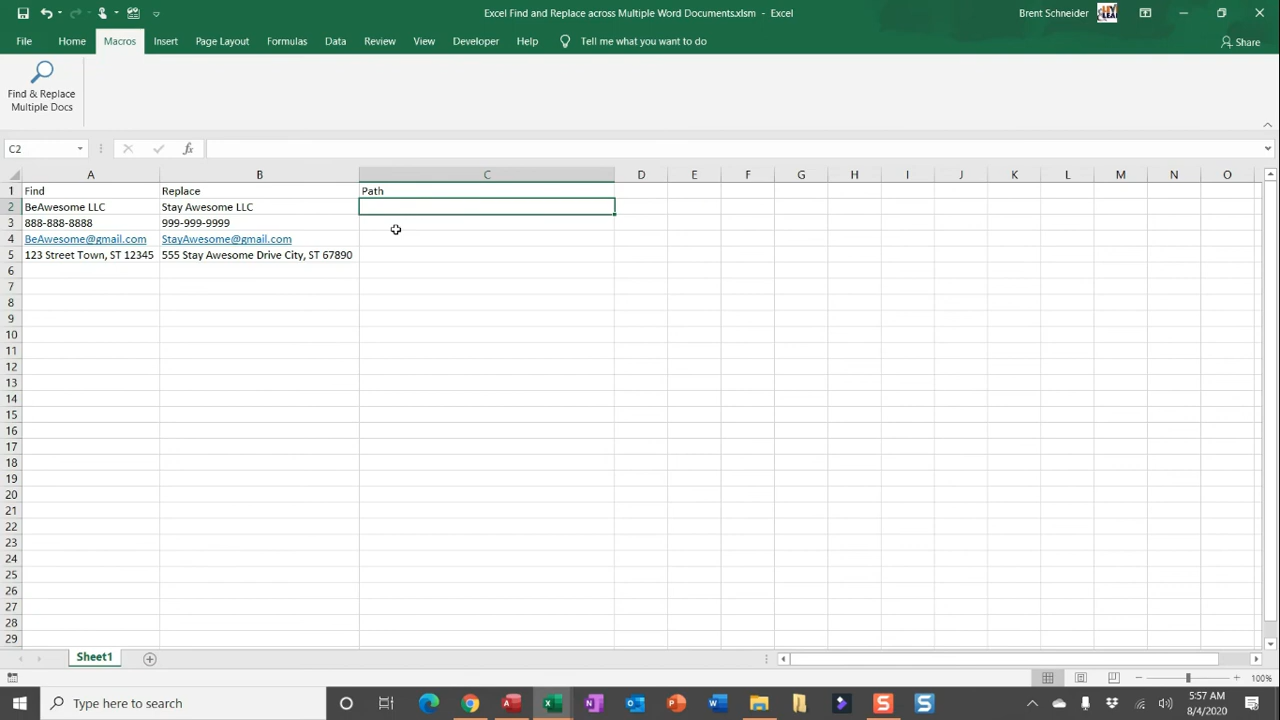 Excel Find and Replace across Multiple Word Documents.xlsm - Excel
Brent Schneider
File Home Macros Insert Page Layout Formulas Data Review View Developer Help Tell me what you want to do
Share
Find & Replace
Multiple Docs
C2
fx
A B C D E F G H I J K L M N O
1 Find Replace Path
2 BeAwesome LLC Stay Awesome LLC
3 888-888-8888 999-999-9999
4 BeAwesome@gmail.com StayAwesome@gmail.com
5 123 Street Town, ST 12345 555 Stay Awesome Drive City, ST 67890
6
7
8
9
10
11
12
13
14
15
16
17
18
19
20
21
22
23
24
25
26
27
28
29
Sheet1
100%
Type here to search
5:57 AM
8/4/2020